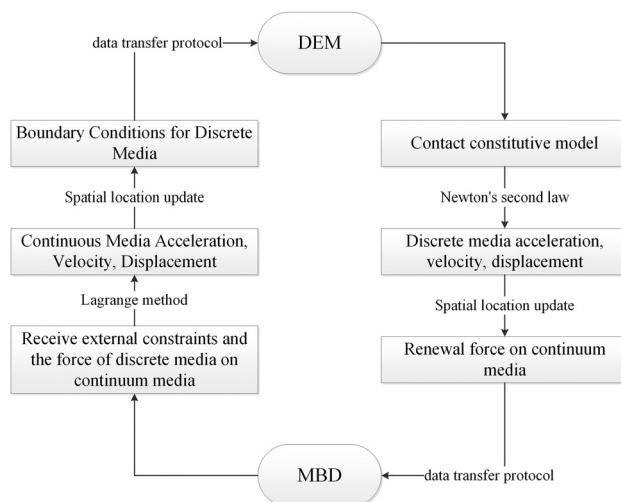 data transfer protocol
DEM
Boundary Conditions for Discrete
Media
Contact constitutive model
Spatial location update
Newton's second law
Continuous Media Acceleration,
Velocity, Displacement
Discrete media acceleration,
velocity, displacement
Lagrange method
Spatial location update
Receive external constraints and
the force of discrete media on
continuum media
Renewal force on continuum
media
MBD
data transfer protocol